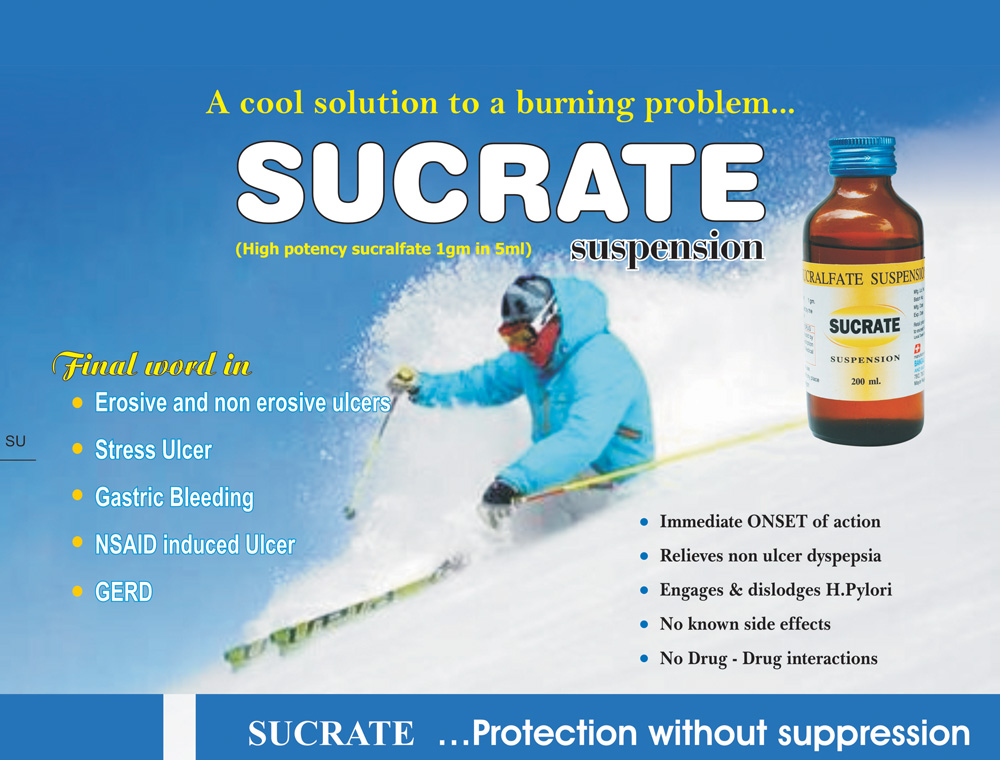 A cool solution to a burning problem...
SUCRATE
(High potency sucralfate 1gm in 5ml)
suspension
SUSPENSIO
SUCRATE
SUSPENSION
200 ml.
Final word in
Erosive and non erosive ulcers
Stress Ulcer
Gastric Bleeding
NSAID induced Ulcer
GERD
SU
Immediate ONSET of action
Relieves non ulcer dyspepsia
Engages & dislodges H.Pylori
No known side effects
No Drug - Drug interactions
SUCRATE ...Protection without suppression